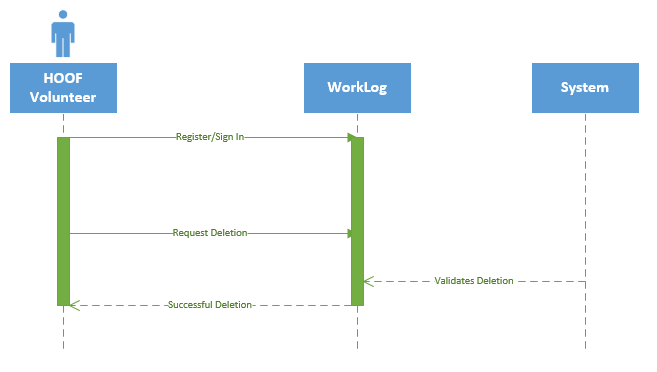 HOOF
Volunteer
WorkLog
System
Register/Sign In
Request Deletion
Validates Deletion
Successful Deletion